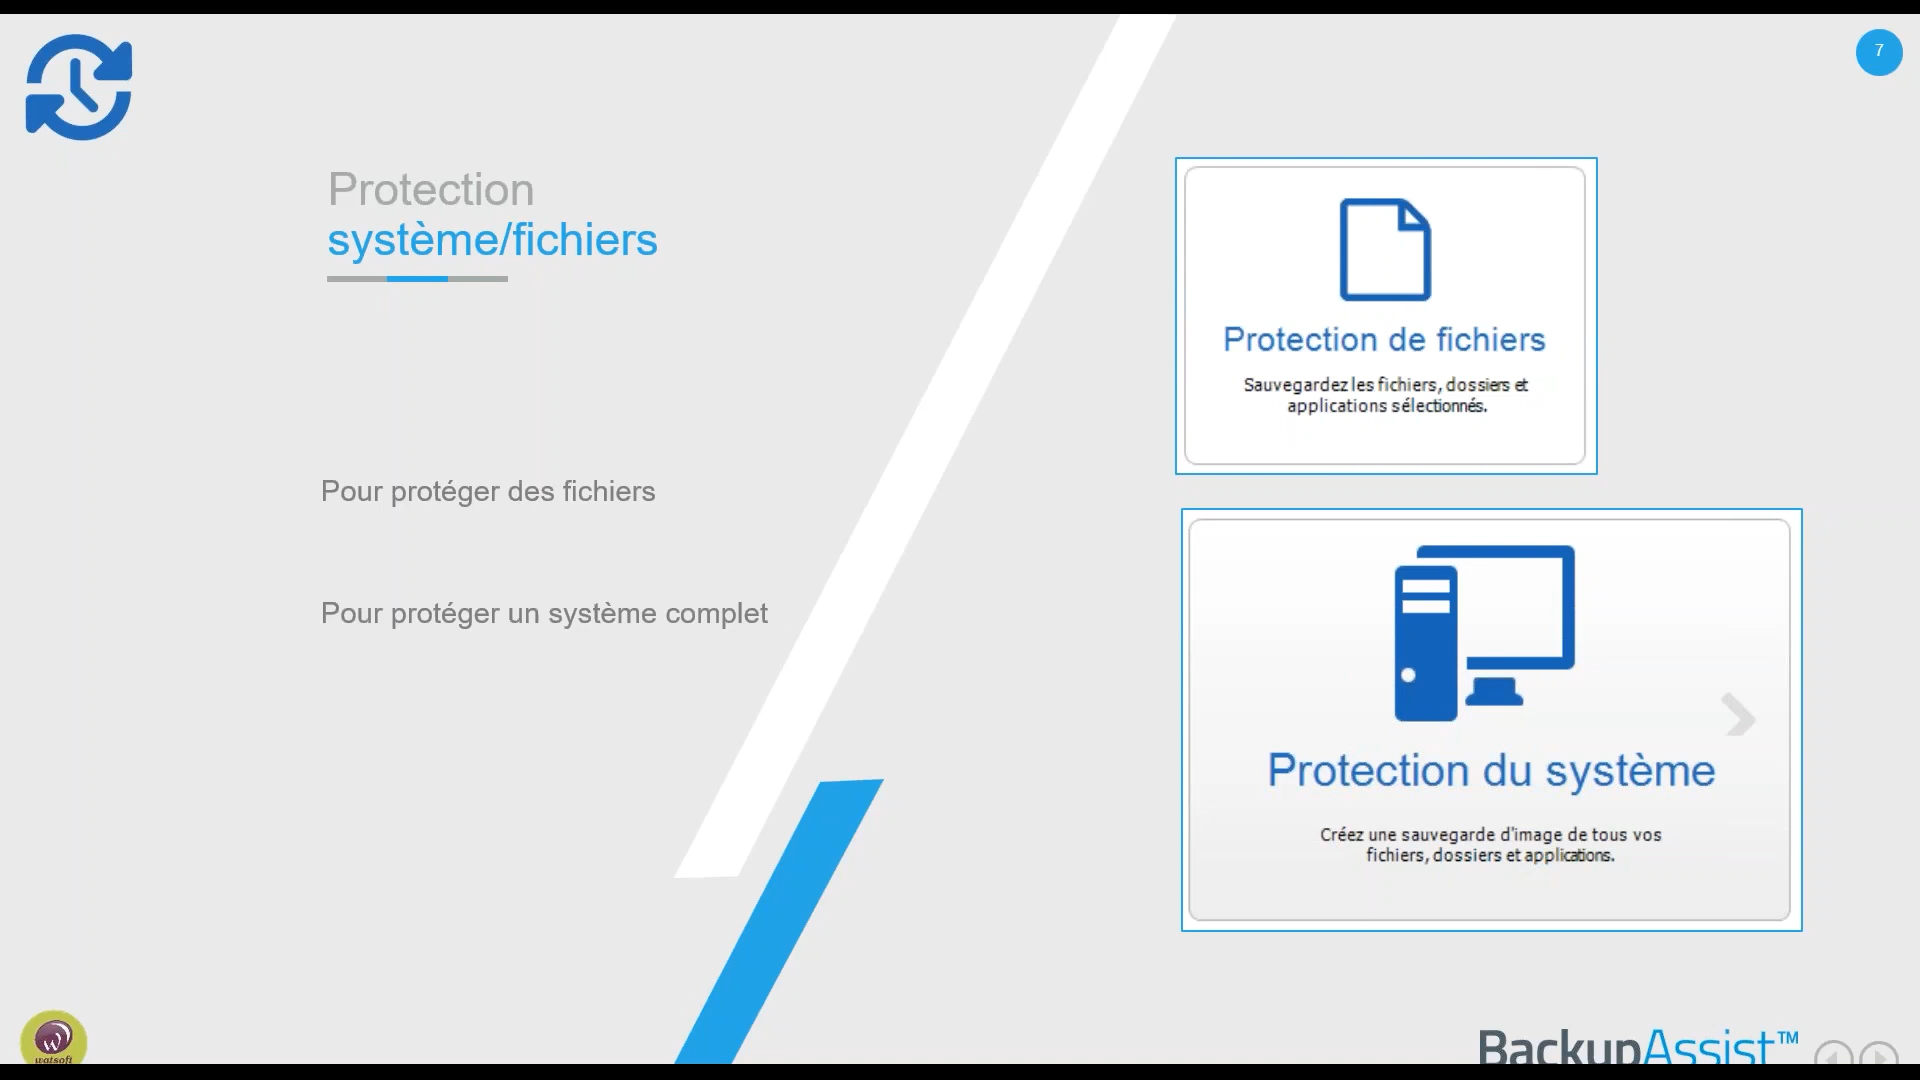 7
Protection
système/fichiers
Pour protéger des fichiers
Pour protéger un système complet
Protection de fichiers
Sauvegardez les fichiers, dossiers et
applications sélectionnés.
Protection du système
Créez une sauvegarde d'image de tous vos
fichiers, dossiers et applications.
watsoft
BackupAssist™